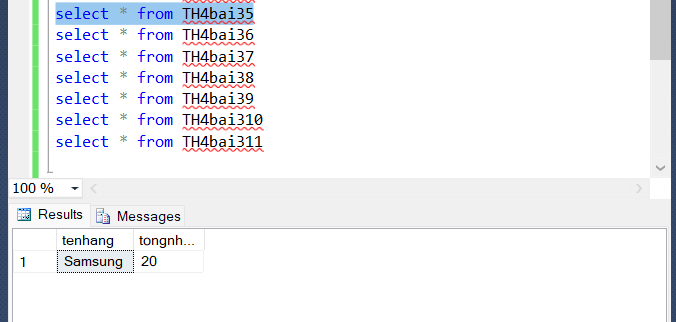 select * from TH4bai35
select * from TH4bai36
select * from TH4bai37
select * from TH4bai38
select * from TH4bai39
select * from TH4bai310
select * from TH4bai311
100 %
Results Messages
tenhang tongnh...
1 Samsung 20